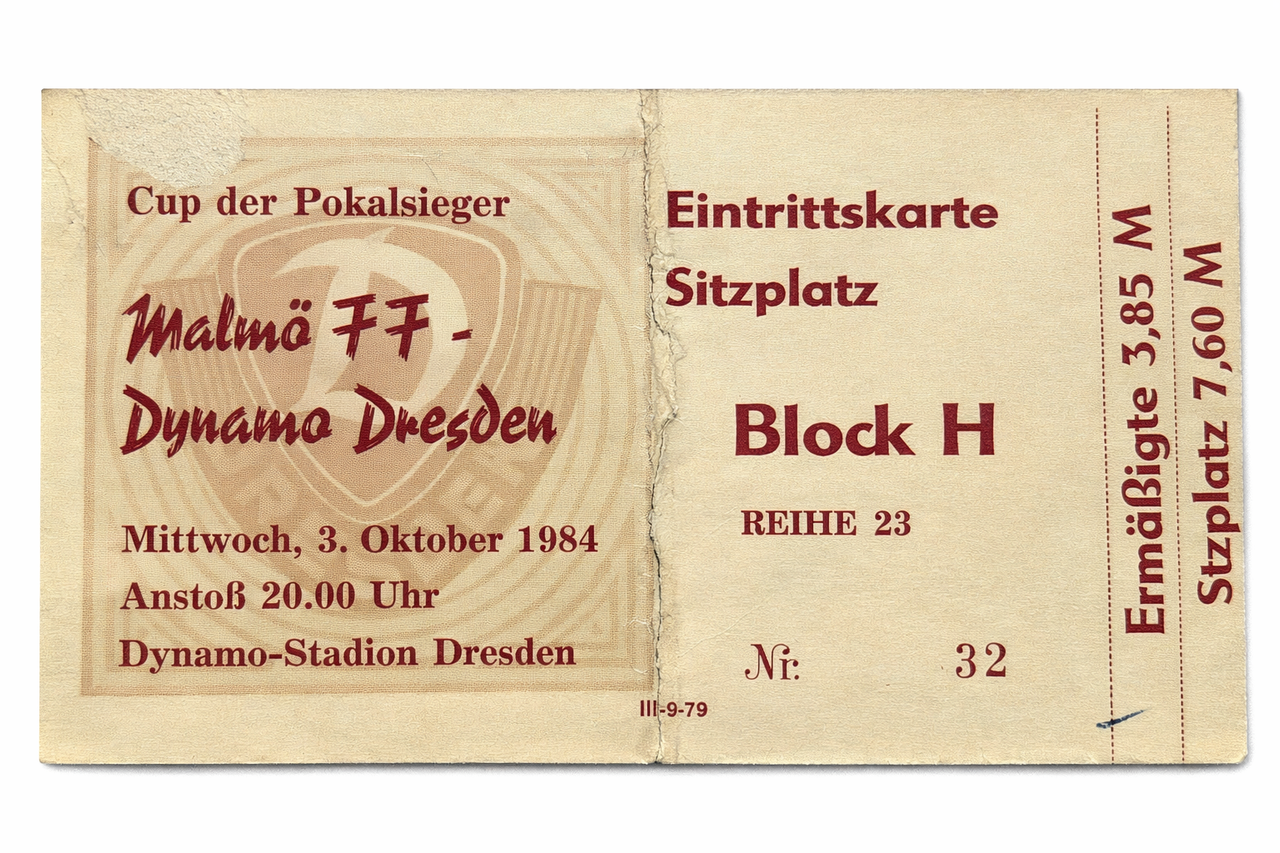 Cup der Pokalsieger
Malmö FF -
Dynamo Dresden
Mittwoch, 3. Oktober 1984
Anstoß 20.00 Uhr
Dynamo-Stadion Dresden
Eintrittskarte
Sitzplatz
Block H
REIHE 23
Nr. 32
III-9-79
Ermäßigte 3,85 M
Stzplatz 7,60 M